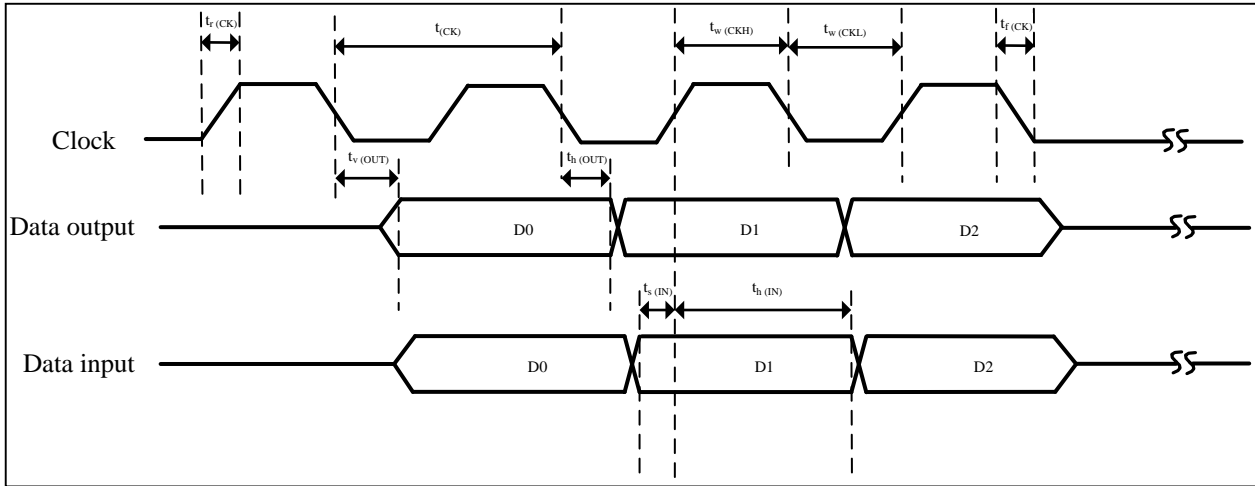 tr (CK)
t(CK)
tw (CKH)
tw (CKL)
tf (CK)
Clock
tv (OUT)
th (OUT)
Data output
D0
D1
D2
ts (IN)
th (IN)
Data input
D0
D1
D2